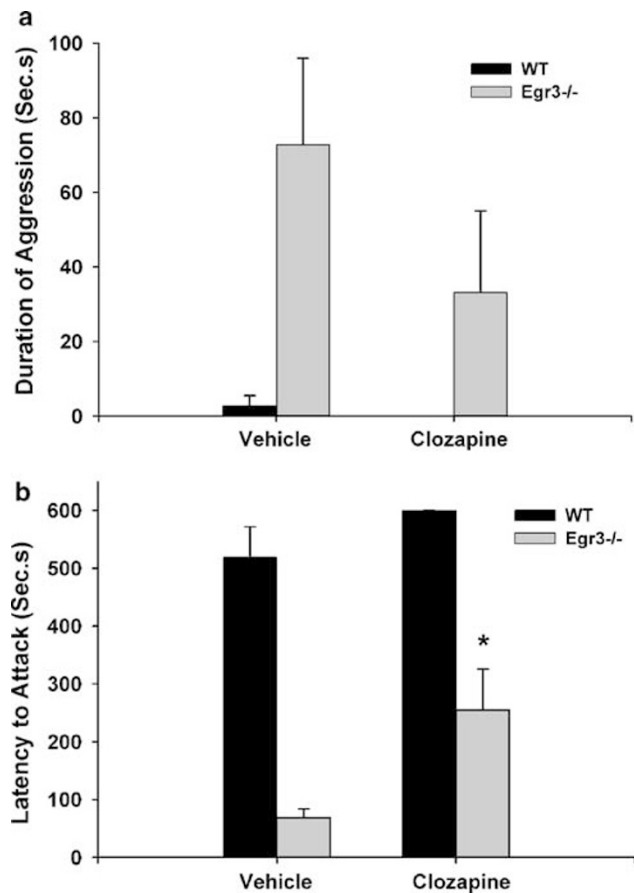 a
Duration of Aggression (Sec.s)
100
80
60
40
20
0
WT
Egr3-/-
Vehicle
Clozapine
b
Latency to Attack (Sec.s)
600
500
400
300
200
100
0
WT
Egr3-/-
*
Vehicle
Clozapine